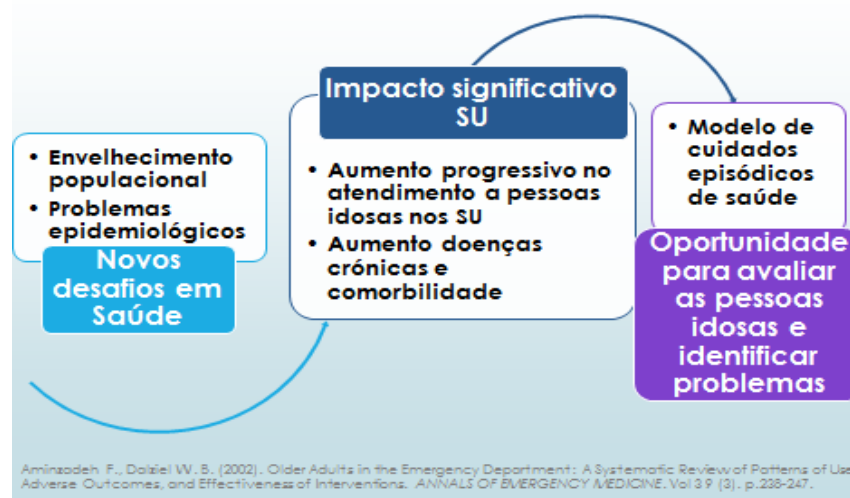 • Envelhecimento
populacional
• Problemas
epidemiológicos
Novos
desafios em
Saúde
Impacto significativo
SU
• Aumento progressivo no
atendimento a pessoas
idosas nos SU
• Aumento doenças
crónicas e
comorbilidade
• Modelo de
cuidados
episódicos
de saúde
Oportunidade
para avaliar
as pessoas
idosas e
identificar
problemas
Aminzadeh F., Dalziel W. B. (2002). Older Adults in the Emergency Department: A Systematic Review of Patterns of Use
Adverse Outcomes, and Effectiveness of Interventions. ANNALS OF EMERGENCY MEDICINE. Vol 39 (3). p.238-247.